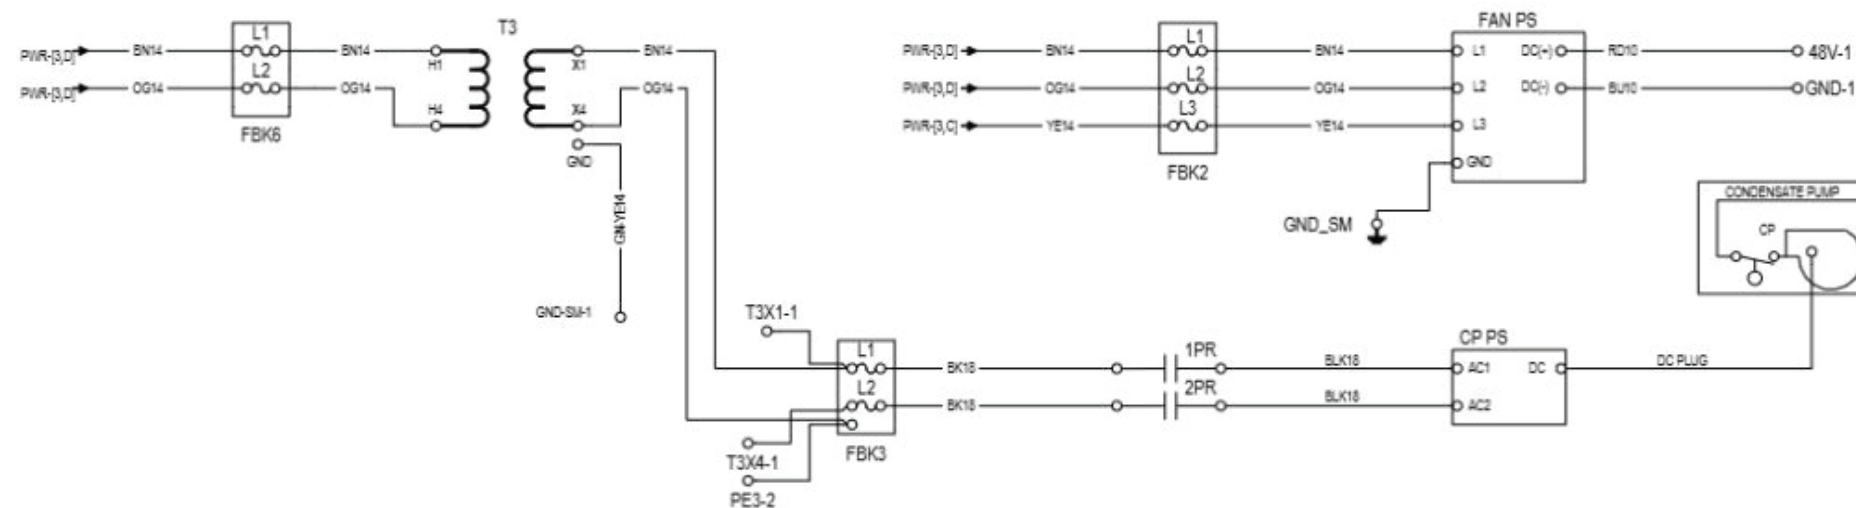 T3
FAN PS
L1
L1
PWR-[3,D]
BN14
BN14
H1
X1
BN14
PWR-[3,D]
BN14
BN14
L1
DC(+)
RD10
48V-1
L2
L2
PWR-[3,D]
OG14
OG14
H4
X4
OG14
PWR-[3,D]
OG14
OG14
L2
DC(-)
BU10
GND-1
L3
PWR-[3,C]
YE14
YE14
L3
FBK6
GND
GND
FBK2
CONDENSATE PUMP
CP
GN-YE14
GND_SM
GND-SM-1
T3X1-1
L1
1PR
CP PS
BK18
BLK18
AC1
DC
DC PLUG
L2
2PR
BK18
BLK18
AC2
FBK3
T3X4-1
PE3-2